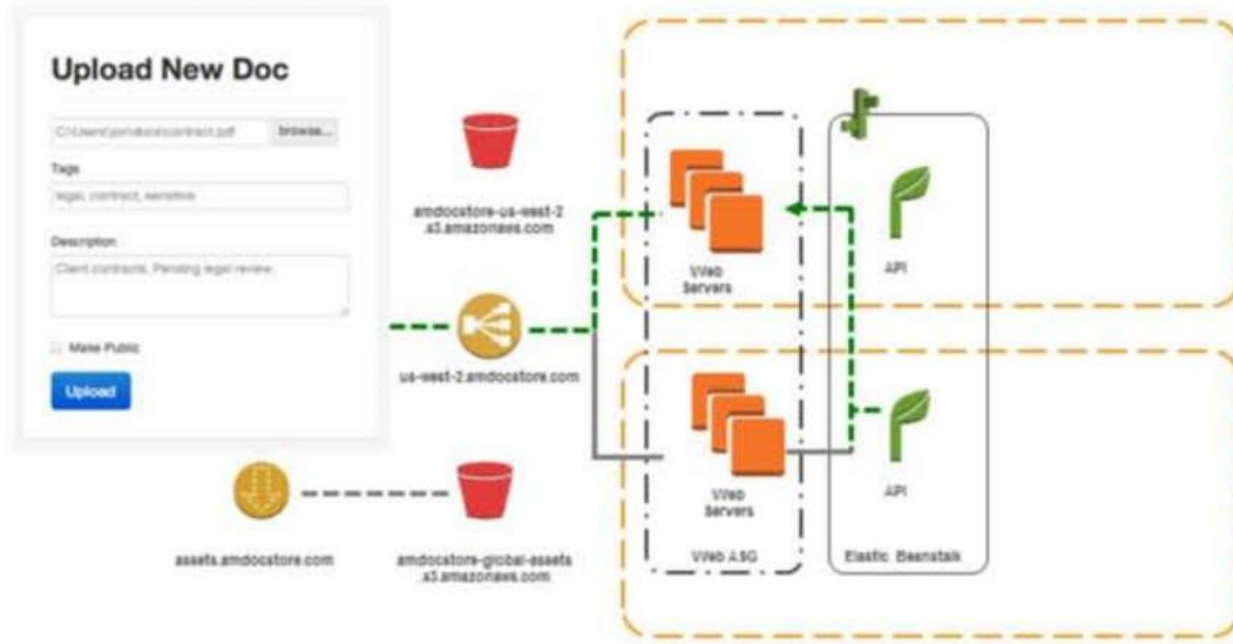 Upload New Doc
browse...
Tags
legal, contract, sensitive
Description
Client contracts. Pending legal review.
Make Public
Upload
amdocstore-us-west-2
.s3.amazonaws.com
us-west-2.amdocstore.com
assets.amdocstore.com
amdocstore-global-assets
.s3.amazonaws.com
Web
Servers
API
Web
Servers
API
Web ASG
Elastic Beanstalk